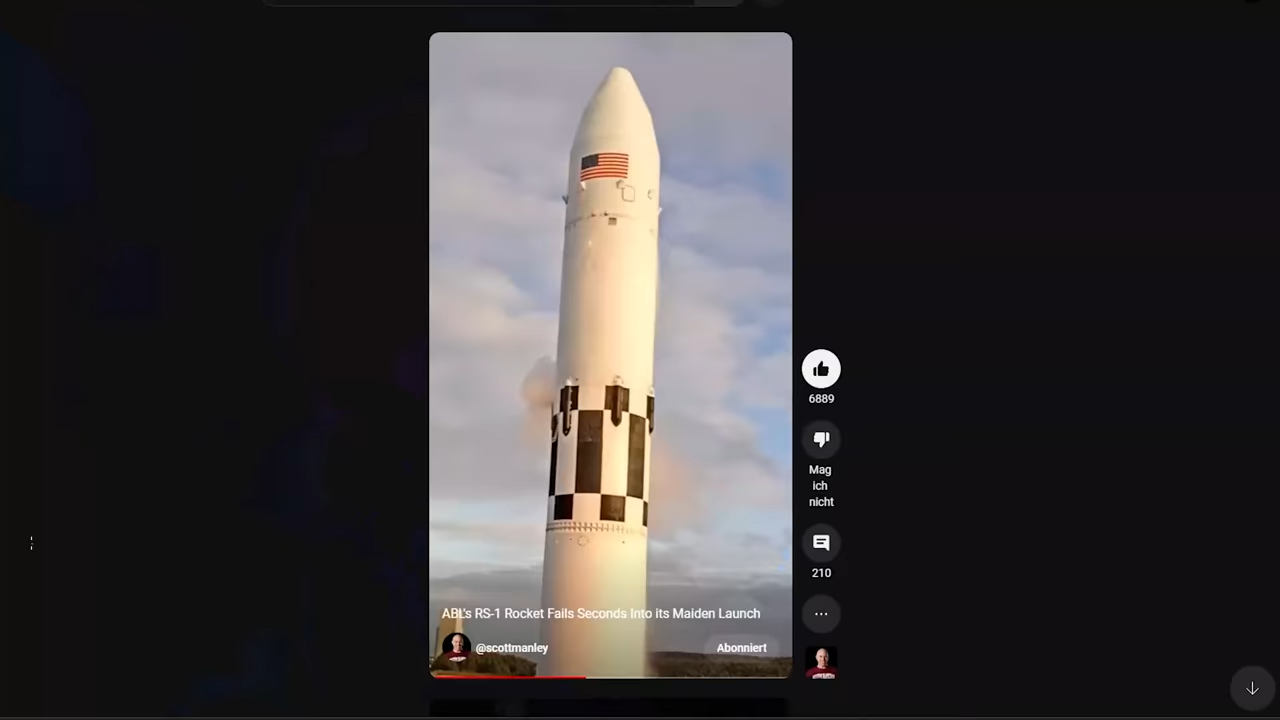 6889
Mag
ich
nicht
210
ABL's RS-1 Rocket Fails Seconds Into its Maiden Launch
@scottmanley
Abonniert